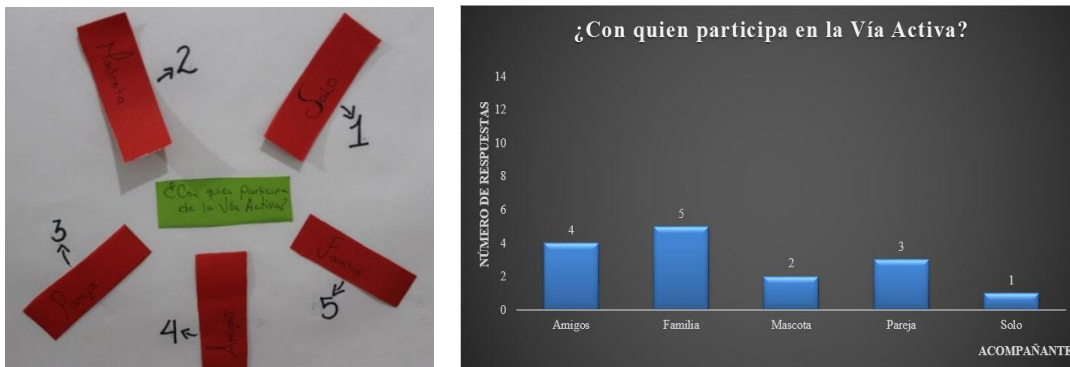 Mascota
2
Solo
1
¿Con quien participa
de la Vía Activa?
3
Pareja
Familia
5
4
Amigos
¿Con quien participa en la Vía Activa?
NÚMERO DE RESPUESTAS
14
12
10
8
6
4
2
0
4
5
2
3
1
Amigos
Familia
Mascota
Pareja
Solo
ACOMPAÑANTE